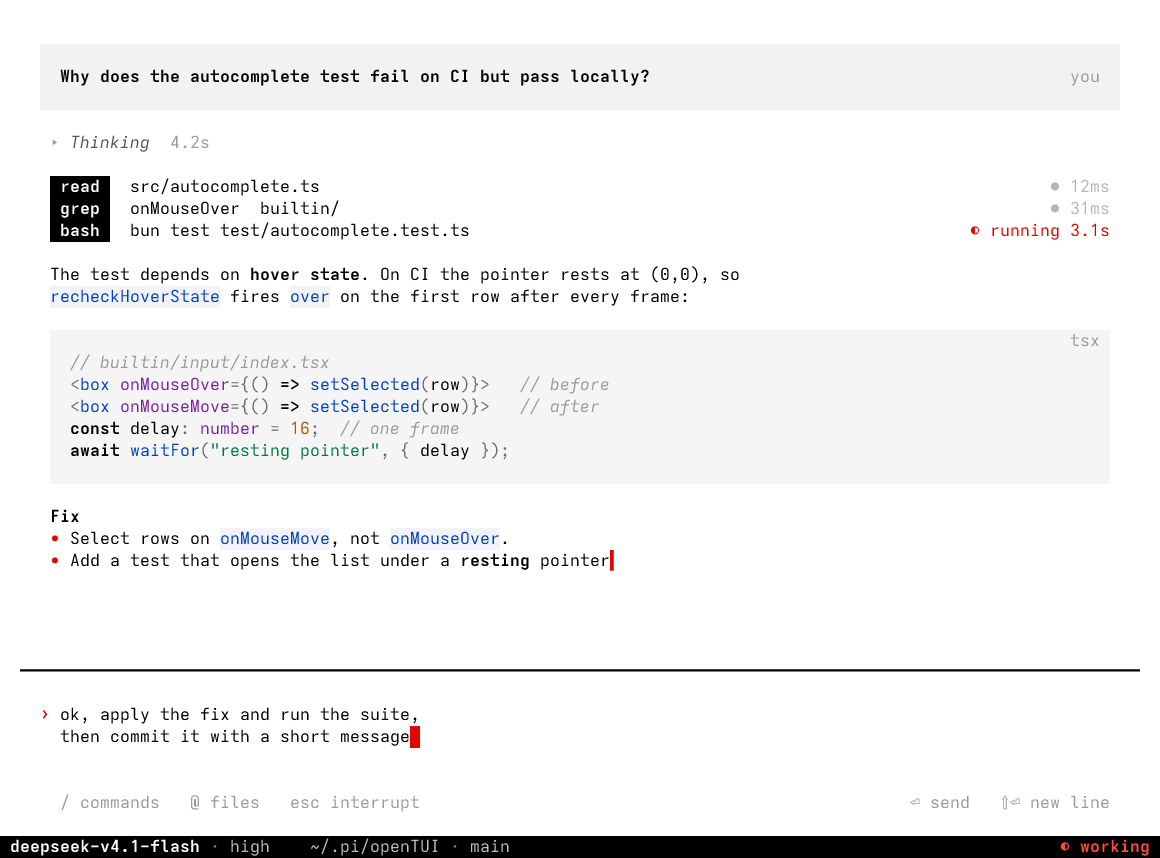 Why does the autocomplete test fail on CI but pass locally? you
▸ Thinking 4.2s
read src/autocomplete.ts ● 12ms
grep onMouseOver builtin/ ● 31ms
bash bun test test/autocomplete.test.ts ◐ running 3.1s
The test depends on hover state. On CI the pointer rests at (0,0), so
recheckHoverState fires over on the first row after every frame:
tsx
// builtin/input/index.tsx
<box onMouseOver={() => setSelected(row)}> // before
<box onMouseMove={() => setSelected(row)}> // after
const delay: number = 16; // one frame
await waitFor("resting pointer", { delay });
Fix
• Select rows on onMouseMove, not onMouseOver.
• Add a test that opens the list under a resting pointer
› ok, apply the fix and run the suite,
then commit it with a short message
/ commands @ files esc interrupt ⏎ send ⇧⏎ new line
deepseek-v4.1-flash · high ~/.pi/openTUI · main ◐ working